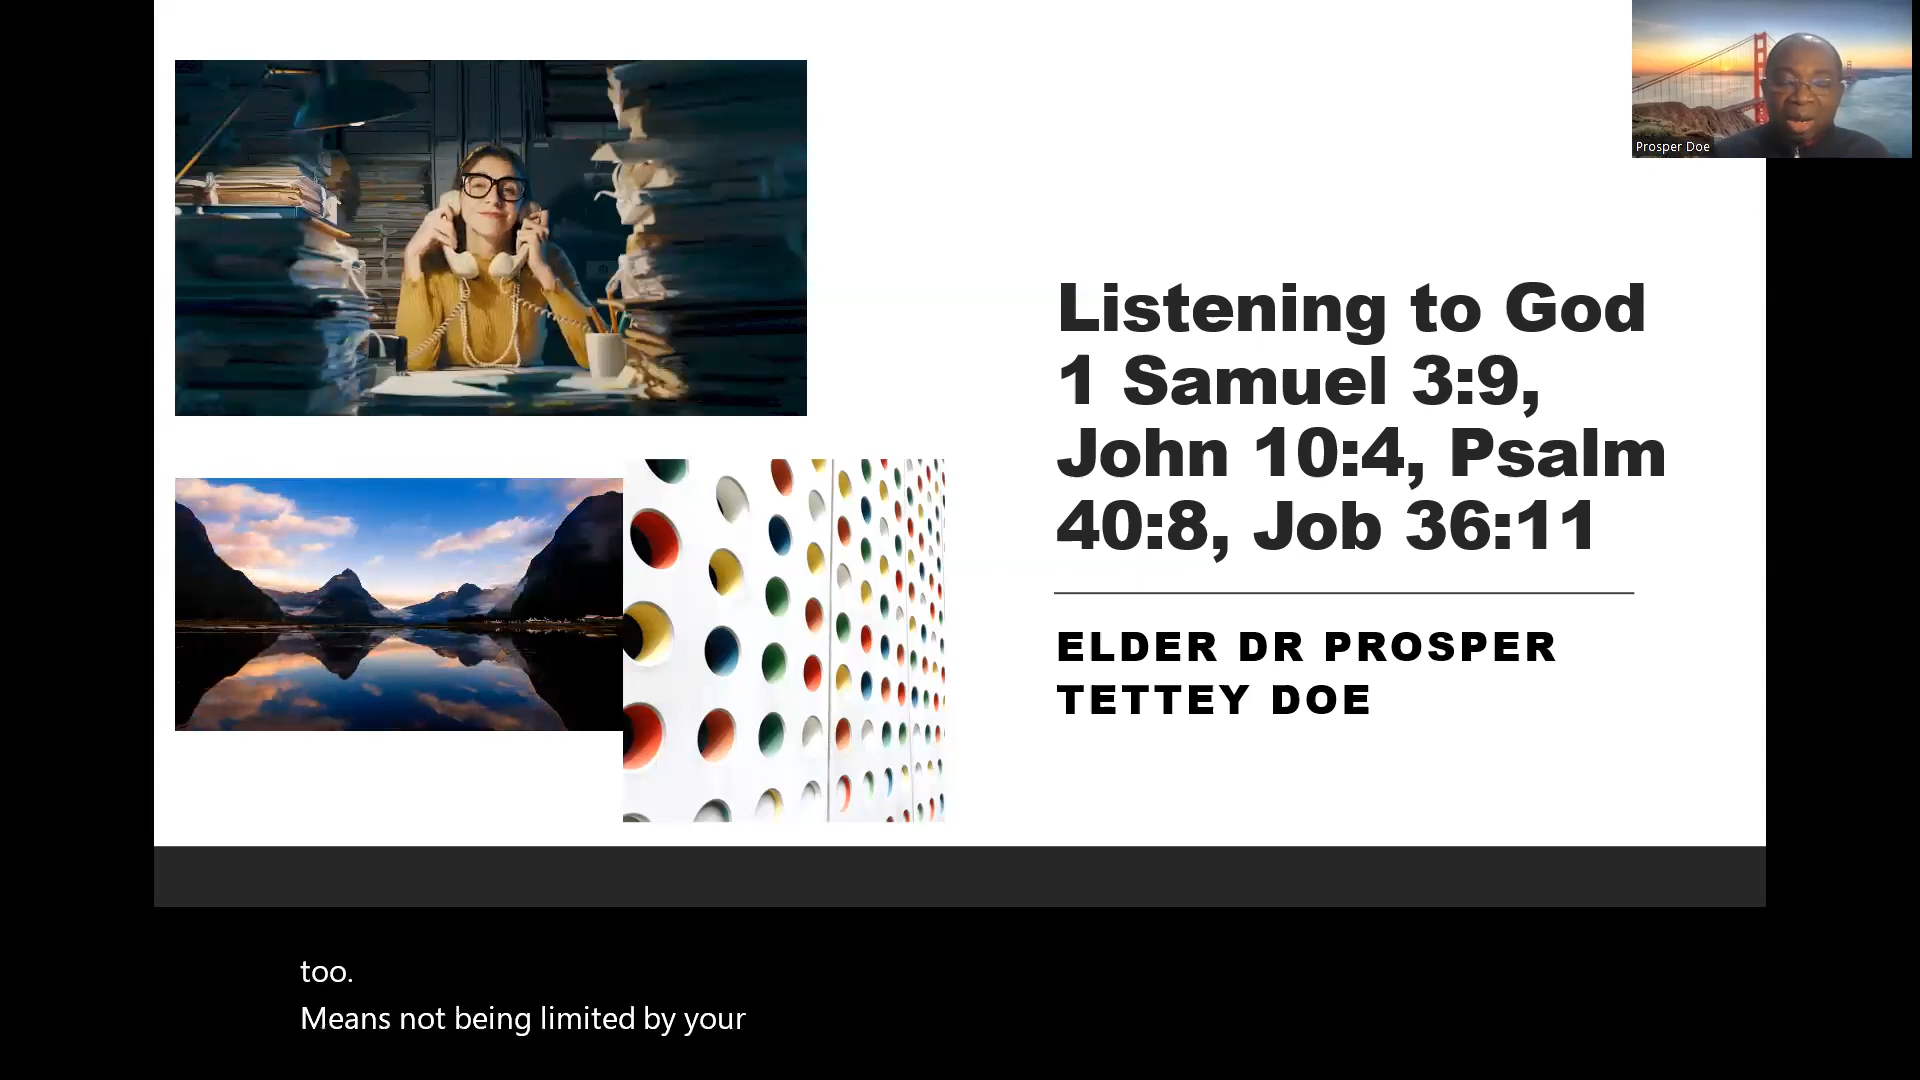 Prosper Doe
Listening to God
1 Samuel 3:9,
John 10:4, Psalm
40:8, Job 36:11
ELDER DR PROSPER
TETTEY DOE
too.
Means not being limited by your